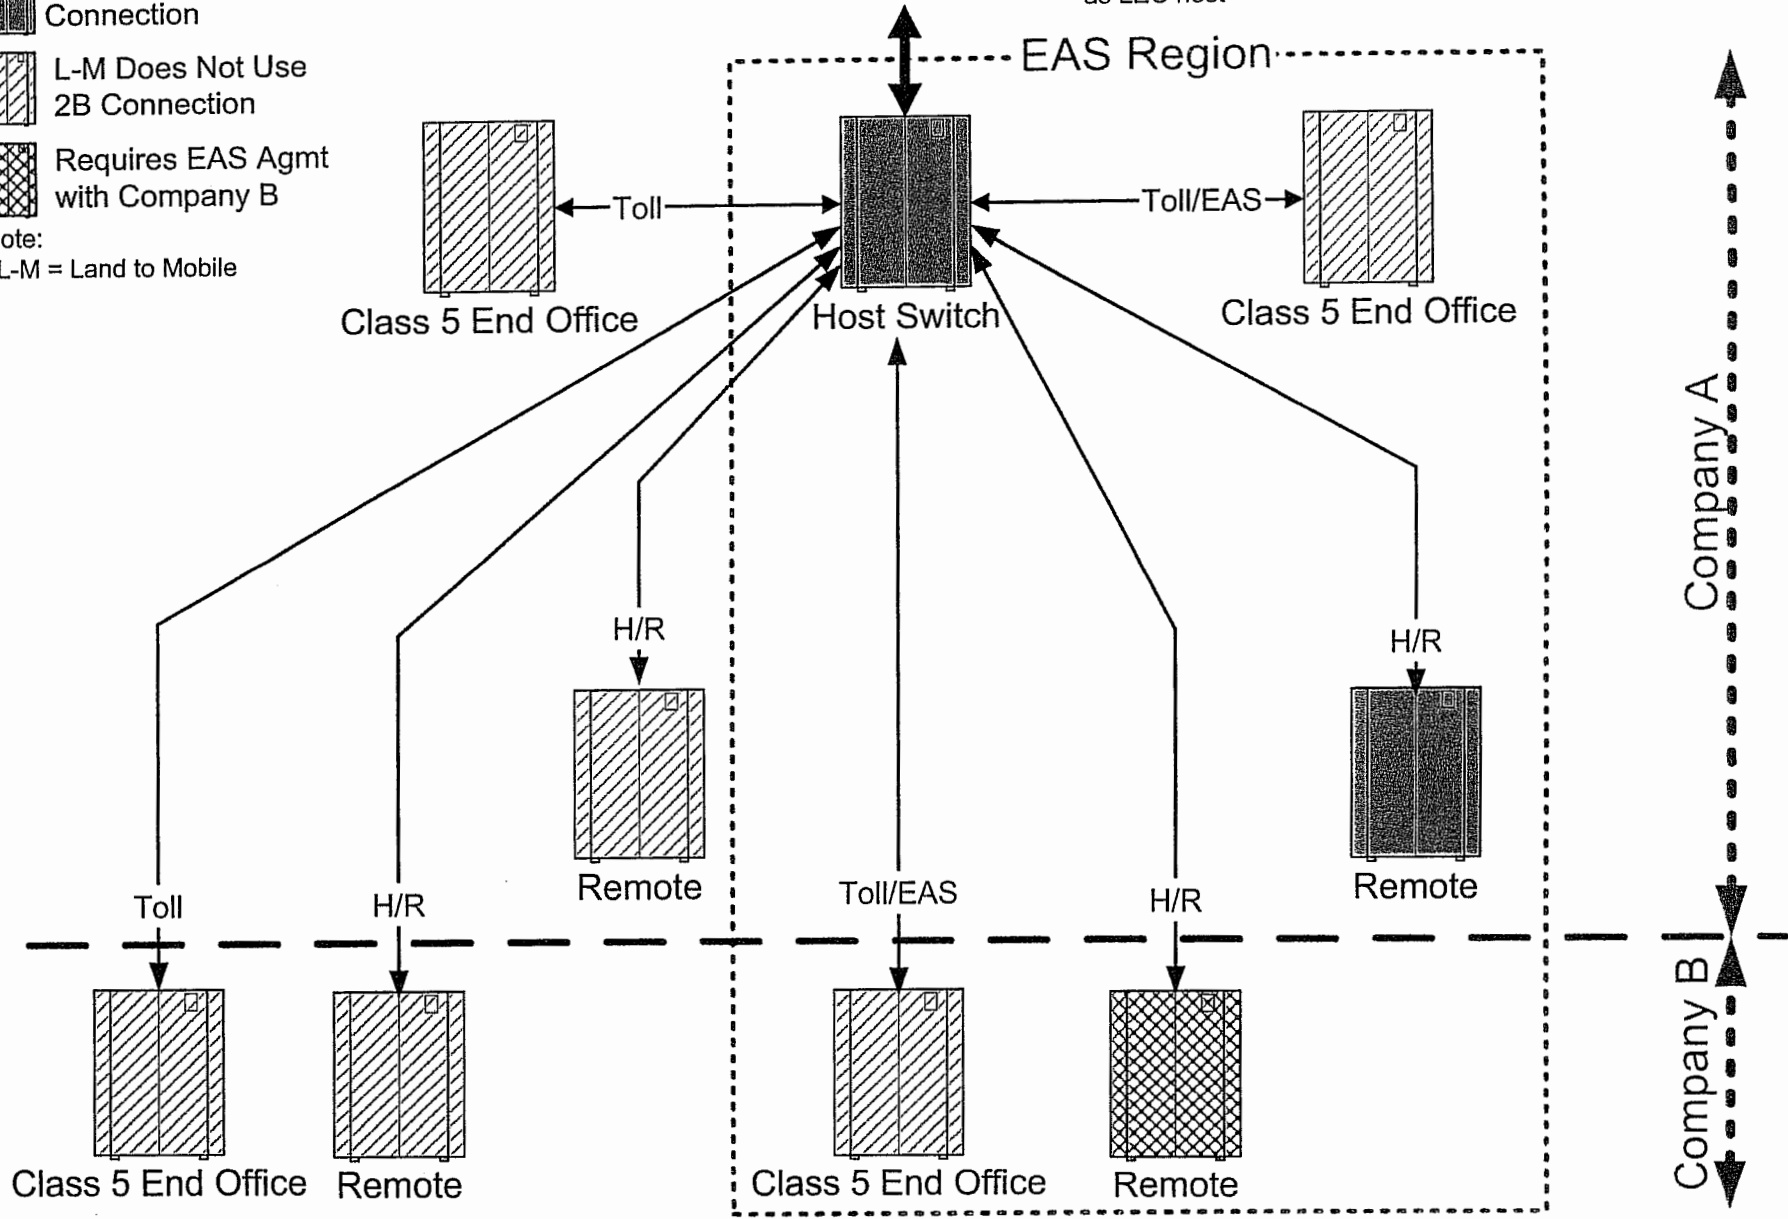 Connection
L-M Does Not Use
2B Connection
Requires EAS Agmt
with Company B
ote:
L-M = Land to Mobile
EAS Region
Toll
Toll/EAS
Class 5 End Office
Host Switch
Class 5 End Office
Company A
H/R
H/R
Remote
Remote
Toll
H/R
Toll/EAS
H/R
Company B
Class 5 End Office
Remote
Class 5 End Office
Remote